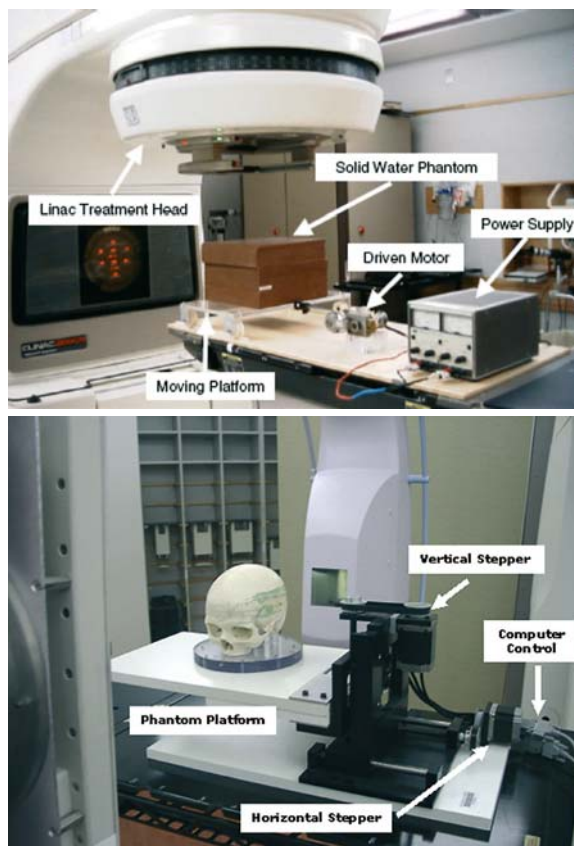 Solid Water Phantom
Linac Treatment Head
Power Supply
Driven Motor
CLINAC
Moving Platform
Vertical Stepper
Computer
Control
Phantom Platform
Horizontal Stepper